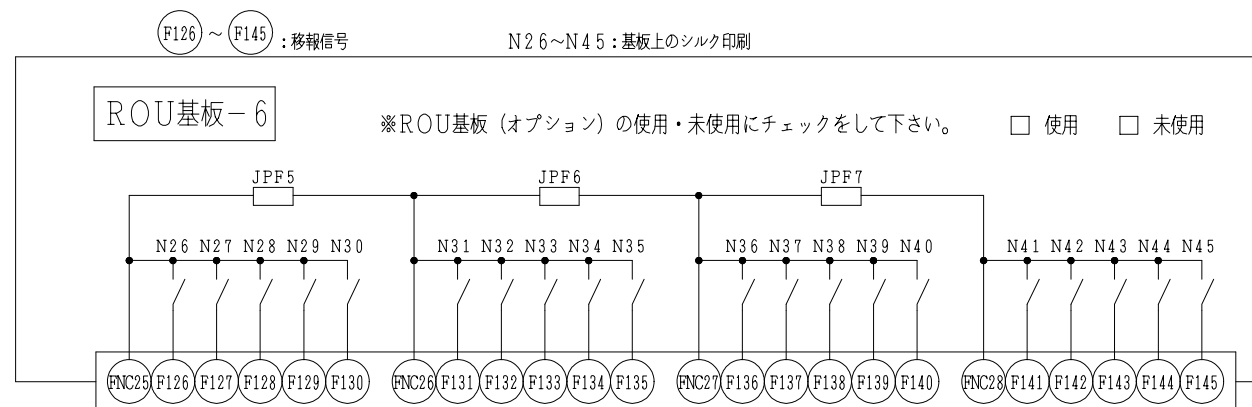 F126 ~ F145 : 移報信号 N26~N45:基板上のシルク印刷
ROU基板-6
※ROU基板(オプション)の使用・未使用にチェックをして下さい。 □ 使用 □ 未使用
JPF5 JPF6 JPF7
N26 N27 N28 N29 N30 N31 N32 N33 N34 N35 N36 N37 N38 N39 N40 N41 N42 N43 N44 N45
FNC25 F126 F127 F128 F129 F130 FNC26 F131 F132 F133 F134 F135 FNC27 F136 F137 F138 F139 F140 FNC28 F141 F142 F143 F144 F145